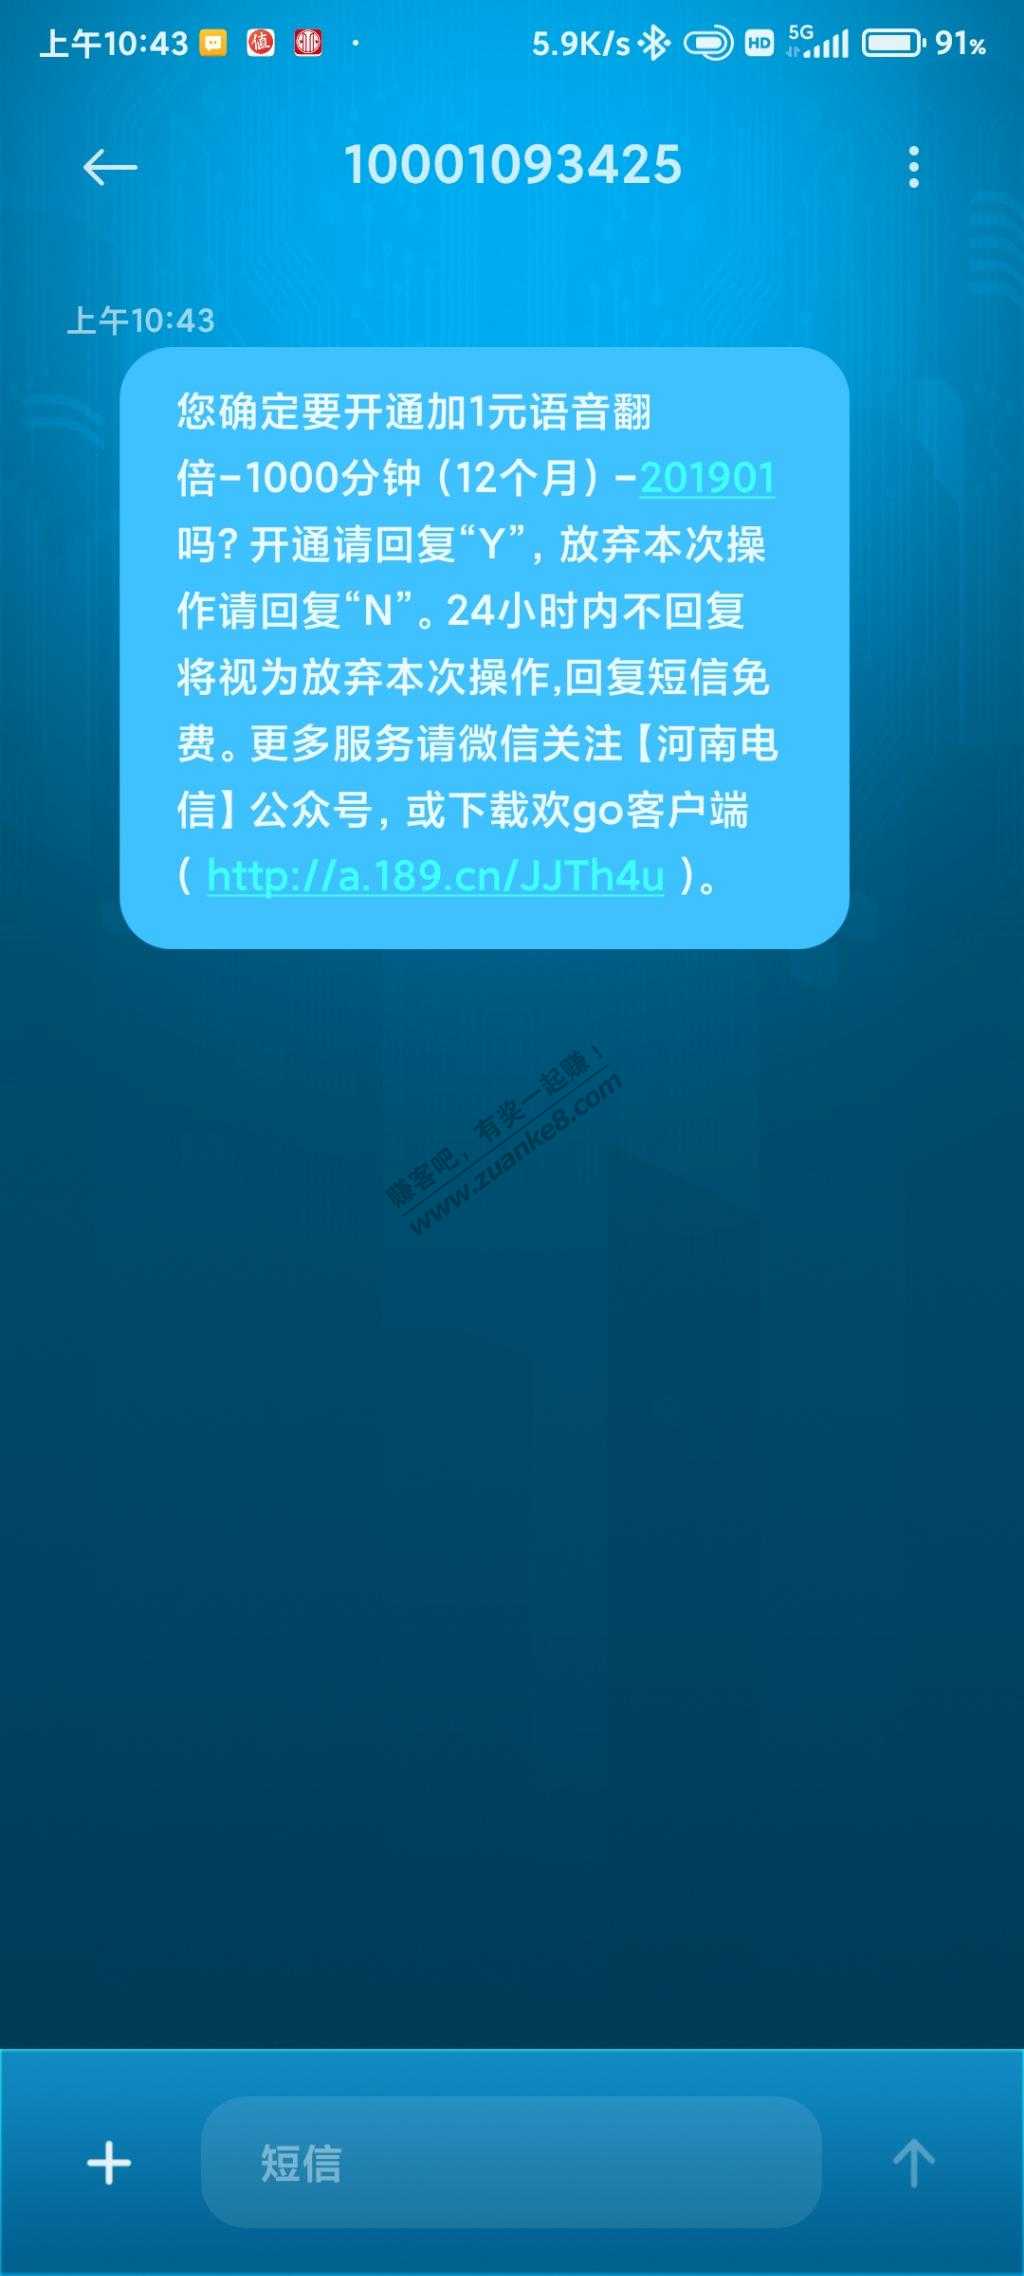 上午10:43
5.9K/s
HD
5G
91%
10001093425
上午10:43
您确定要开通加1元语音翻
倍-1000分钟（12个月）-201901
吗？开通请回复“Y”，放弃本次操
作请回复“N”。24小时内不回复
将视为放弃本次操作,回复短信免
费。更多服务请微信关注【河南电
信】公众号，或下载欢go客户端
（ http://a.189.cn/JJTh4u ）。
赚客吧，有奖一起赚！
www.zuanke8.com
短信